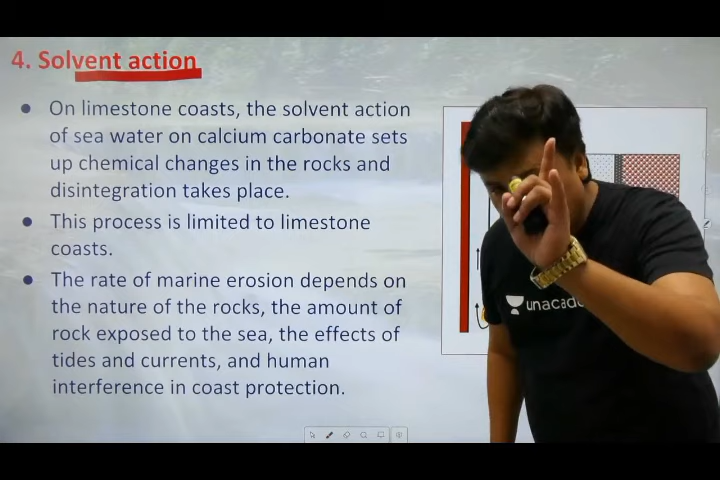 4. Solvent action
● On limestone coasts, the solvent action
of sea water on calcium carbonate sets
up chemical changes in the rocks and
disintegration takes place.
● This process is limited to limestone
coasts.
● The rate of marine erosion depends on
the nature of the rocks, the amount of
rock exposed to the sea, the effects of
tides and currents, and human
interference in coast protection.